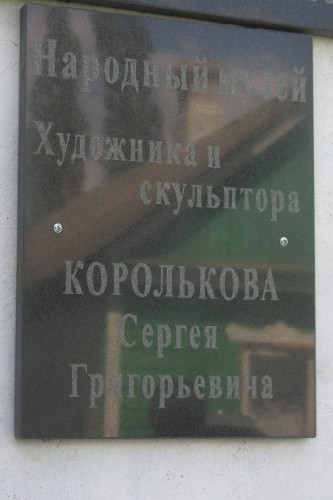 Народный музей
Художника и
скульптора
КОРОЛЬКОВА
Сергея
Григорьевича